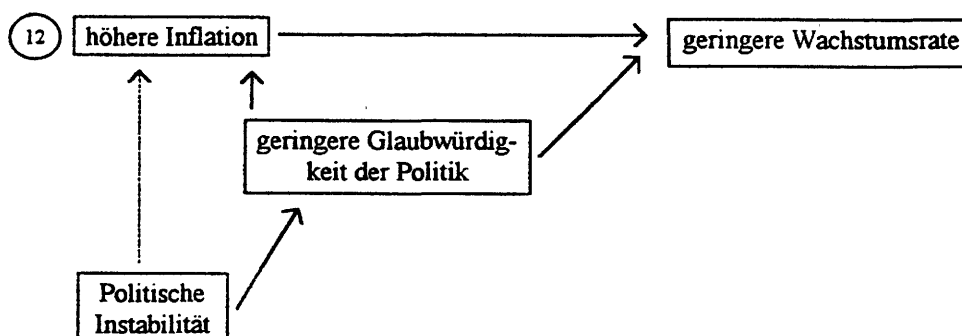 12 höhere Inflation
geringere Wachstumsrate
geringere Glaubwürdig-
keit der Politik
Politische
Instabilität